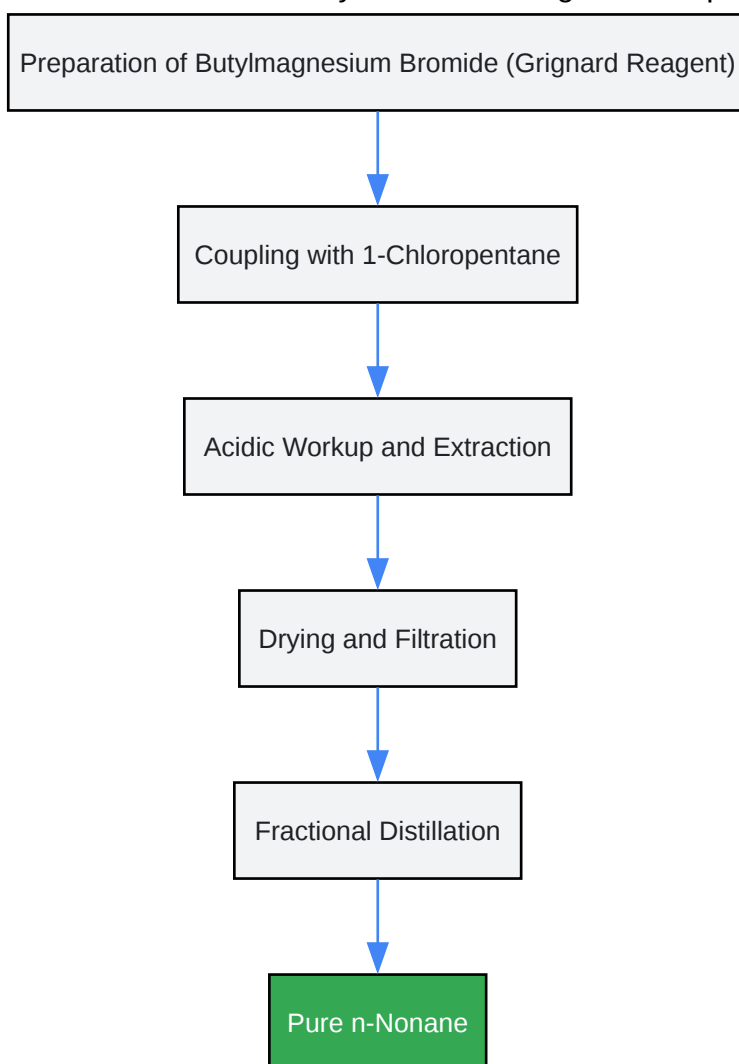 Preparation of Butylmagnesium Bromide (Grignard Reagent)
Coupling with 1-Chloropentane
Acidic Workup and Extraction
Drying and Filtration
Fractional Distillation
Pure n-Nonane